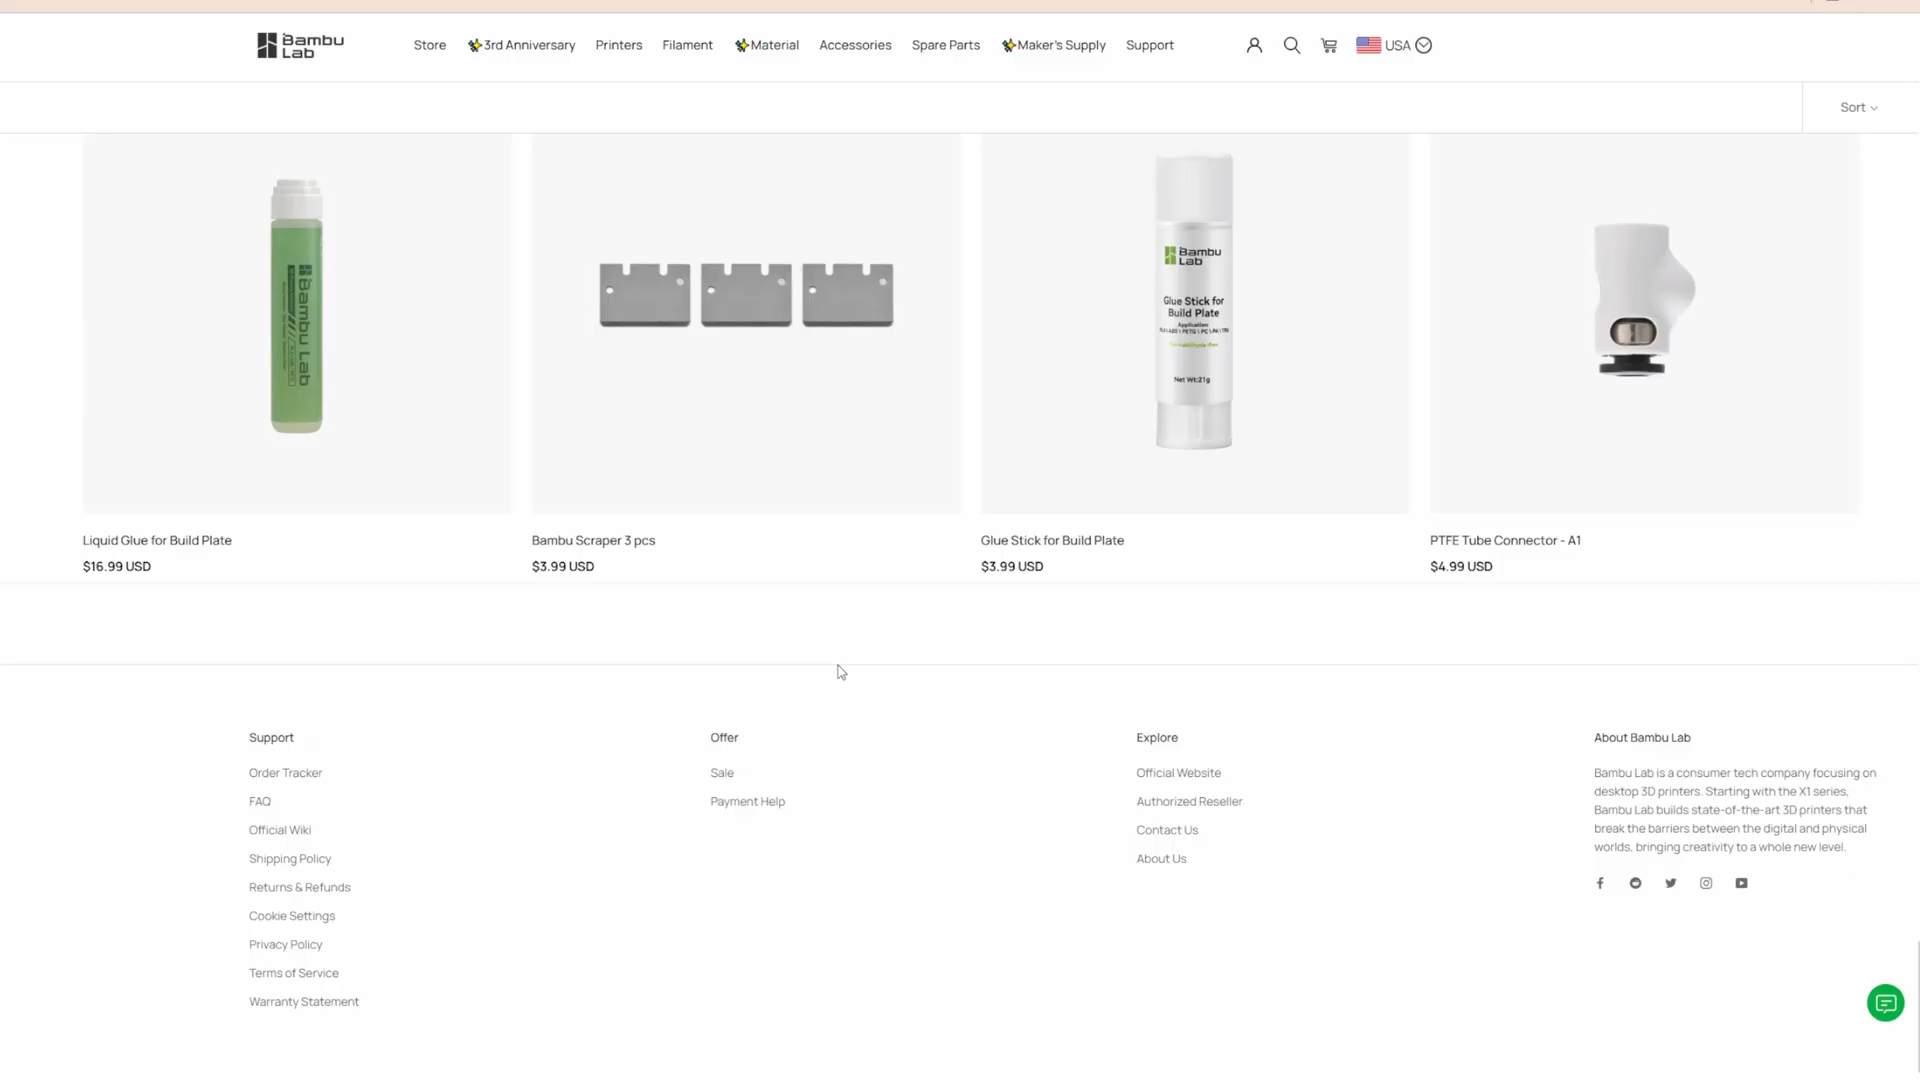 Bambu Lab
Store
3rd Anniversary
Printers
Filament
Material
Accessories
Spare Parts
Maker's Supply
Support
USA
Sort
Bambu Lab
Bambu
Lab
Glue Stick for
Build Plate
Application:
Net Wt:21g
Liquid Glue for Build Plate
$16.99 USD
Bambu Scraper 3 pcs
$3.99 USD
Glue Stick for Build Plate
$3.99 USD
PTFE Tube Connector - A1
$4.99 USD
Support
Order Tracker
FAQ
Official Wiki
Shipping Policy
Returns & Refunds
Cookie Settings
Privacy Policy
Terms of Service
Warranty Statement
Offer
Sale
Payment Help
Explore
Official Website
Authorized Reseller
Contact Us
About Us
About Bambu Lab
Bambu Lab is a consumer tech company focusing on
desktop 3D printers. Starting with the X1 series,
Bambu Lab builds state-of-the-art 3D printers that
break the barriers between the digital and physical
worlds, bringing creativity to a whole new level.